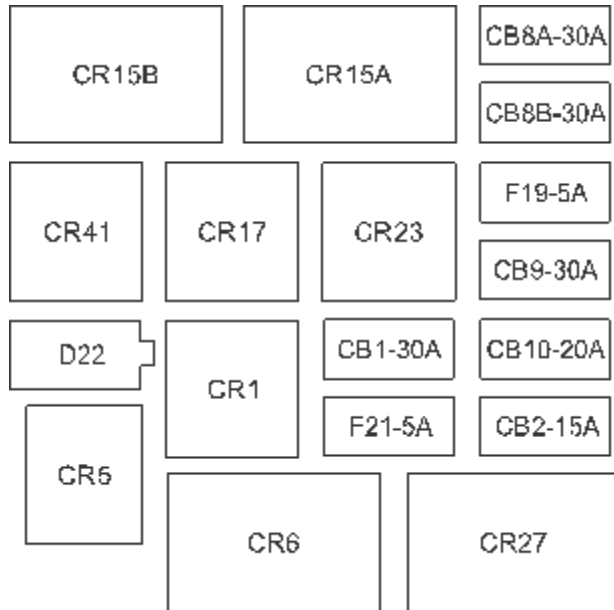 CR15B
CR15A
CB8A-30A
CB8B-30A
CR41
CR17
CR23
F19-5A
CB9-30A
D22
CR1
CB1-30A
CB10-20A
F21-5A
CB2-15A
CR5
CR6
CR27